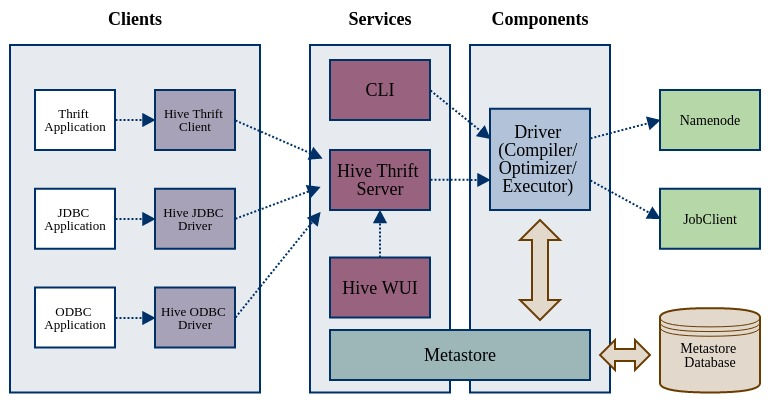 Clients
Services
Components
Thrift
Application
Hive Thrift
Client
JDBC
Application
Hive JDBC
Driver
ODBC
Application
Hive ODBC
Driver
CLI
Hive Thrift
Server
Hive WUI
Metastore
Driver
(Compiler/
Optimizer/
Executor)
Namenode
JobClient
Metastore
Database